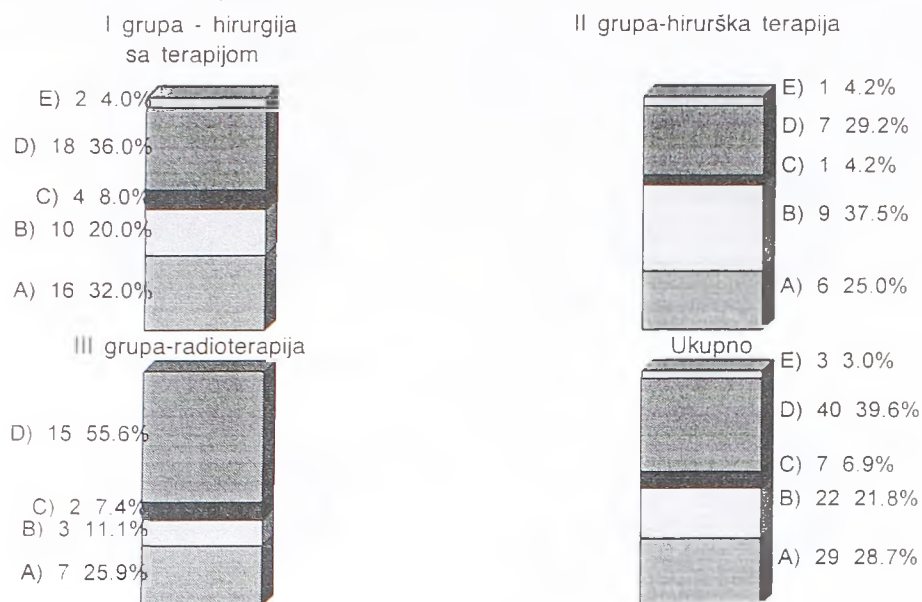 I grupa - hirurgija
sa terapijom
E) 2 4.0%
D) 18 36.0%
C) 4 8.0%
B) 10 20.0%
A) 16 32.0%
II grupa-hirurška terapija
E) 1 4.2%
D) 7 29.2%
C) 1 4.2%
B) 9 37.5%
A) 6 25.0%
III grupa-radioterapija
D) 15 55.6%
C) 2 7.4%
B) 3 11.1%
A) 7 25.9%
Ukupno
E) 3 3.0%
D) 40 39.6%
C) 7 6.9%
B) 22 21.8%
A) 29 28.7%